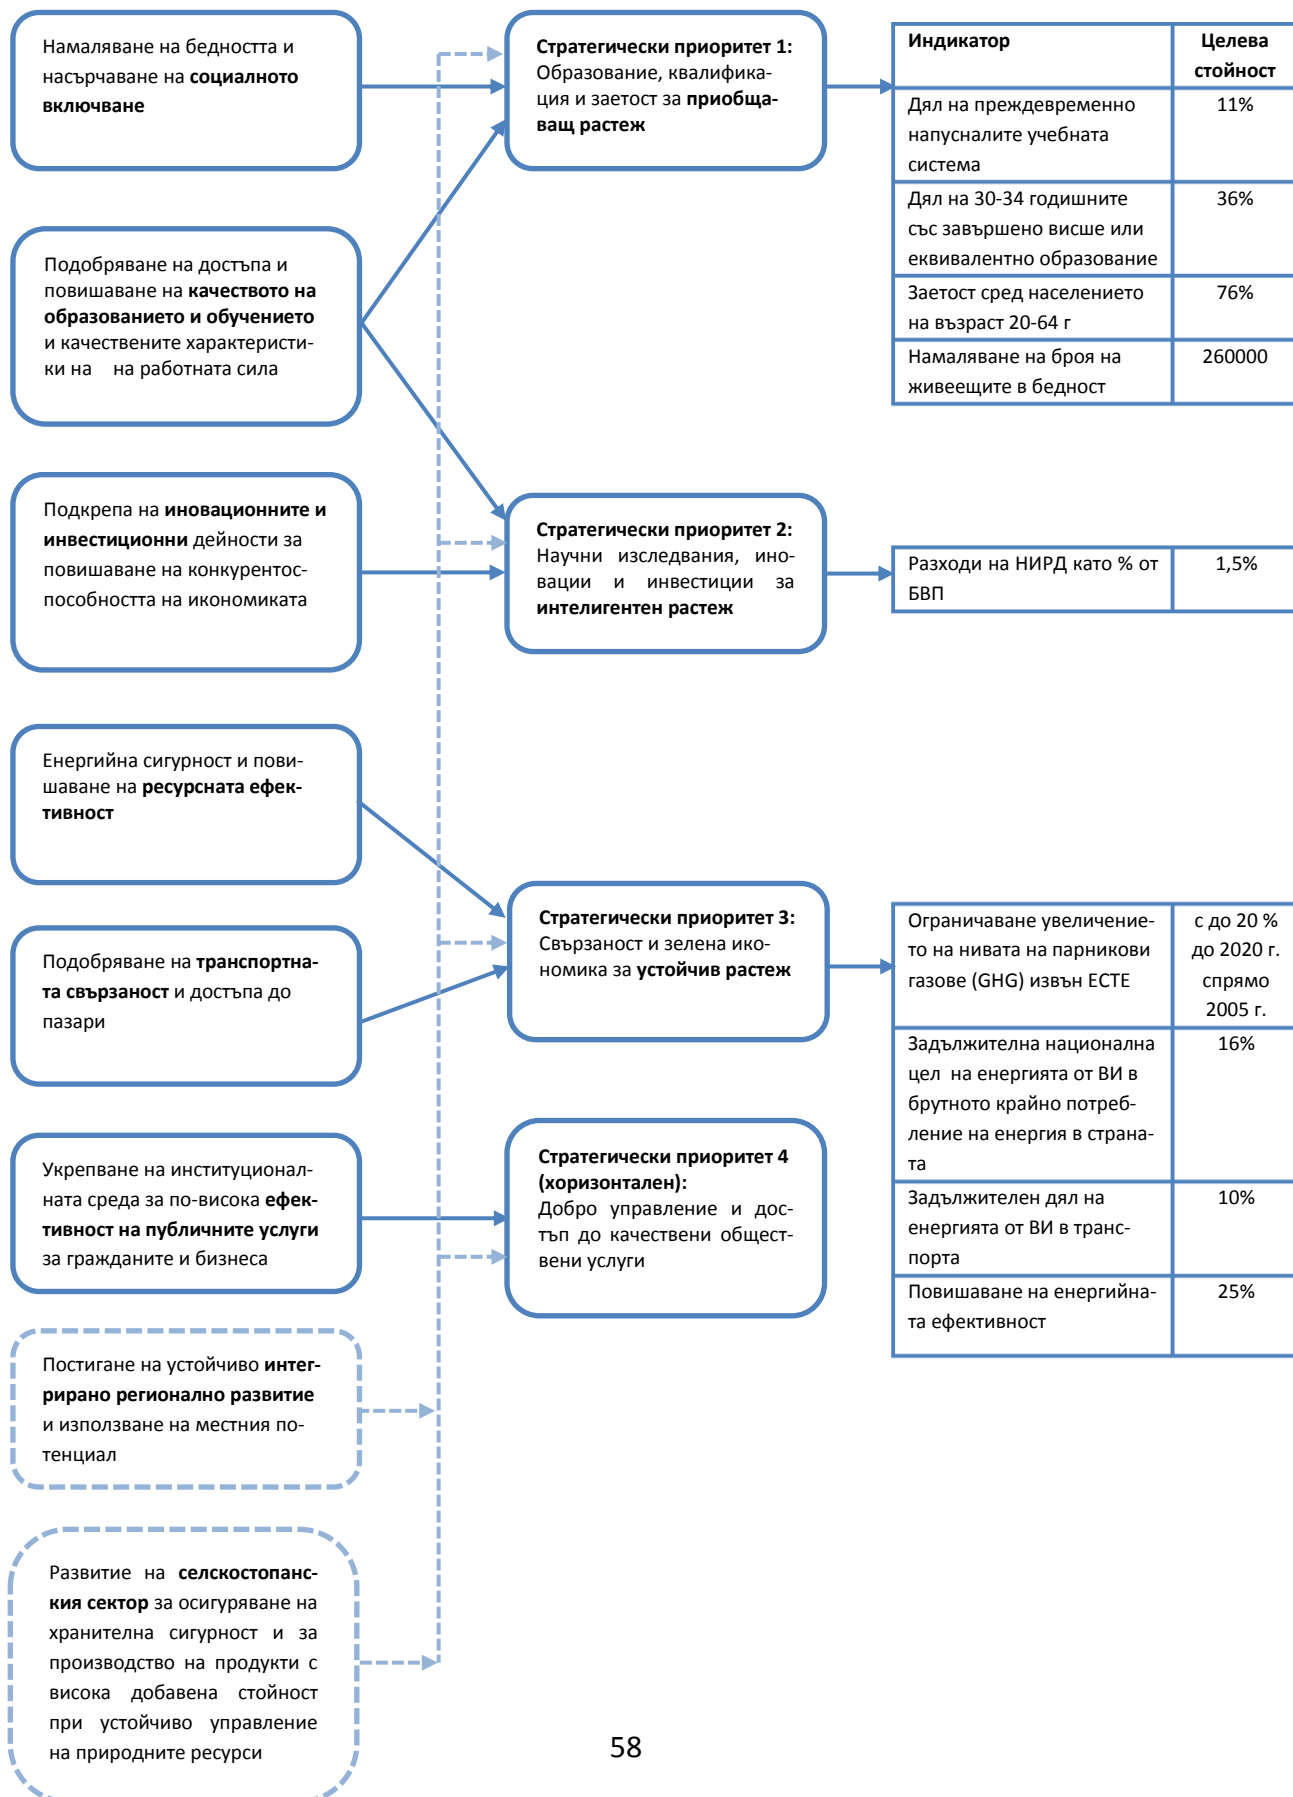 Намаляване на бедността и
насърчаване на социалното
включване
Подобряване на достъпа и
повишаване на качеството на
образованието и обучението
и качествените характеристи-
ки на на работната сила
Подкрепа на иновационните и
инвестиционни дейности за
повишаване на конкурентос-
пособността на икономиката
Енергийна сигурност и пови-
шаване на ресурсната ефек-
тивност
Подобряване на транспортна-
та свързаност и достъпа до
пазари
Укрепване на институционал-
ната среда за по-висока ефек-
тивност на публичните услуги
за гражданите и бизнеса
Постигане на устойчиво интег-
рирано регионално развитие
и използване на местния по-
тенциал
Развитие на селскостопанс-
кия сектор за осигуряване на
хранителна сигурност и за
производство на продукти с
висока добавена стойност
при устойчиво управление
на природните ресурси
Стратегически приоритет 1:
Образование, квалифика-
ция и заетост за приобща-
ващ растеж
Стратегически приоритет 2:
Научни изследвания, ино-
вации и инвестиции за
интелигентен растеж
Стратегически приоритет 3:
Свързаност и зелена ико-
номика за устойчив растеж
Стратегически приоритет 4
(хоризонтален):
Добро управление и дос-
тъп до качествени общест-
вени услуги
Индикатор
Целева
стойност
Дял на преждевременно
напусналите учебната
система
11%
Дял на 30-34 годишните
със завършено висше или
еквивалентно образование
36%
Заетост сред населението
на възраст 20-64 г
76%
Намаляване на броя на
живеещите в бедност
260000
Разходи на НИРД като % от
БВП
1,5%
Ограничаване увеличение-
то на нивата на парникови
газове (GHG) извън ЕСТЕ
с до 20 %
до 2020 г.
спрямо
2005 г.
Задължителна национална
цел на енергията от ВИ в
брутното крайно потреб-
ление на енергия в страна-
та
16%
Задължителен дял на
енергията от ВИ в транс-
порта
10%
Повишаване на енергийна-
та ефективност
25%
58